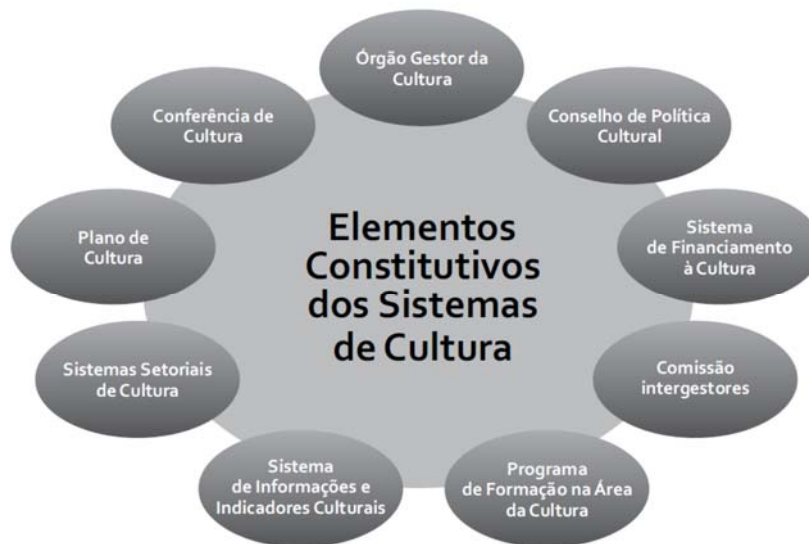 Órgão Gestor da
Cultura
Conferência de
Cultura
Conselho de Política
Cultural
Plano de
Cultura
Elementos
Constitutivos
dos Sistemas
de Cultura
Sistema
de Financiamento
à Cultura
Sistemas Setoriais
de Cultura
Comissão
intergestores
Sistema
de Informações e
Indicadores Culturais
Programa
de Formação na Área
da Cultura